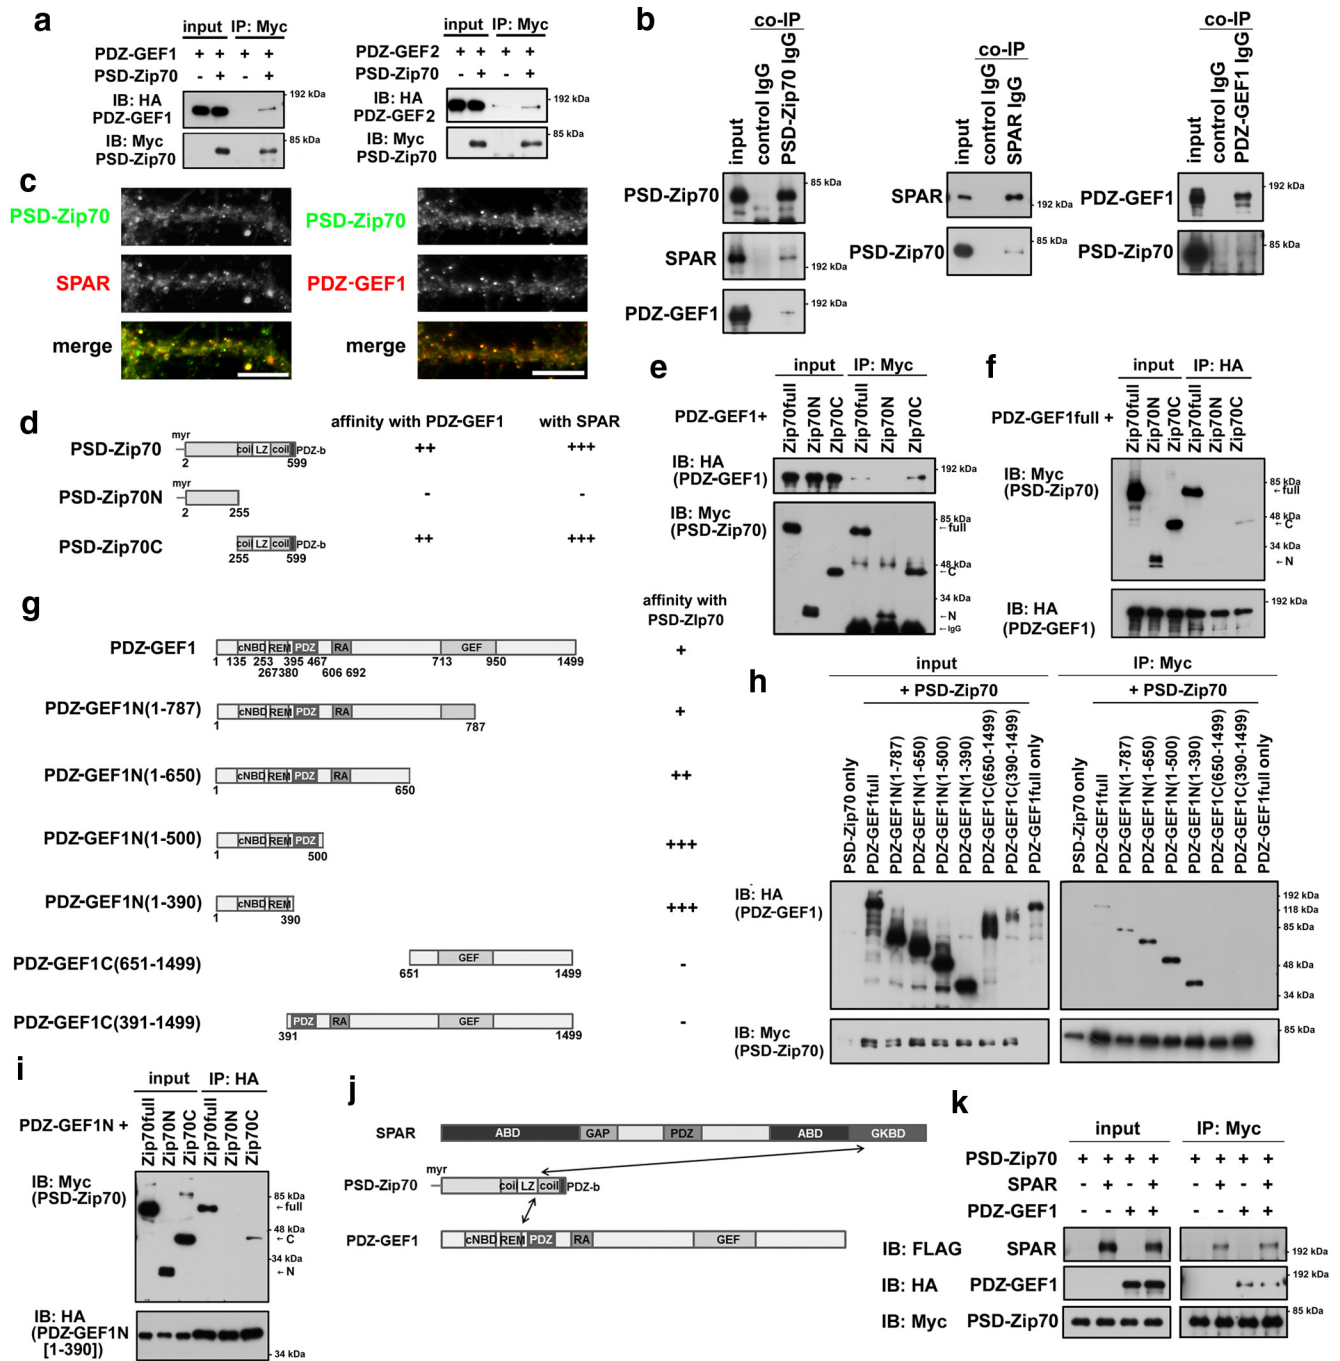 a
input IP: Myc
PDZ-GEF1 + + + +
PSD-Zip70 - + - +
IB: HA
PDZ-GEF1
192 kDa
IB: Myc
PSD-Zip70
85 kDa
input IP: Myc
PDZ-GEF2 + + + +
PSD-Zip70 - + - +
IB: HA
PDZ-GEF2
192 kDa
IB: Myc
PSD-Zip70
85 kDa
b
co-IP
input
control IgG
PSD-Zip70 IgG
PSD-Zip70
85 kDa
SPAR
192 kDa
PDZ-GEF1
192 kDa
co-IP
input
control IgG
SPAR IgG
SPAR
192 kDa
PSD-Zip70
85 kDa
co-IP
input
control IgG
PDZ-GEF1 IgG
PDZ-GEF1
192 kDa
PSD-Zip70
85 kDa
c
PSD-Zip70
SPAR
merge
PSD-Zip70
PDZ-GEF1
merge
d
affinity with PDZ-GEF1 with SPAR
PSD-Zip70
myr
coil LZ coil PDZ-b
2 599
++ +++
PSD-Zip70N
myr
2 255
- -
PSD-Zip70C
coil LZ coil PDZ-b
255 599
++ +++
e
input IP: Myc
PDZ-GEF1+
Zip70full
Zip70N
Zip70C
Zip70full
Zip70N
Zip70C
IB: HA
(PDZ-GEF1)
192 kDa
IB: Myc
(PSD-Zip70)
85 kDa
←full
48 kDa
←C
34 kDa
←N
←IgG
f
input IP: HA
PDZ-GEF1full +
Zip70full
Zip70N
Zip70C
Zip70full
Zip70N
Zip70C
IB: Myc
(PSD-Zip70)
85 kDa
←full
48 kDa
←C
34 kDa
←N
IB: HA
(PDZ-GEF1)
192 kDa
g
affinity with
PSD-ZIp70
PDZ-GEF1
cNBD REM PDZ RA GEF
1 135 253 395 467 713 950 1499
267 380 606 692
+
PDZ-GEF1N(1-787)
cNBD REM PDZ RA
1 787
+
PDZ-GEF1N(1-650)
cNBD REM PDZ RA
1 650
++
PDZ-GEF1N(1-500)
cNBD REM PDZ
1 500
+++
PDZ-GEF1N(1-390)
cNBD REM
1 390
+++
PDZ-GEF1C(651-1499)
GEF
651 1499
-
PDZ-GEF1C(391-1499)
PDZ RA GEF
391 1499
-
h
input IP: Myc
+ PSD-Zip70 + PSD-Zip70
PSD-Zip70 only
PDZ-GEF1full
PDZ-GEF1N(1-787)
PDZ-GEF1N(1-650)
PDZ-GEF1N(1-500)
PDZ-GEF1N(1-390)
PDZ-GEF1C(650-1499)
PDZ-GEF1C(390-1499)
PDZ-GEF1full only
PSD-Zip70 only
PDZ-GEF1full
PDZ-GEF1N(1-787)
PDZ-GEF1N(1-650)
PDZ-GEF1N(1-500)
PDZ-GEF1N(1-390)
PDZ-GEF1C(650-1499)
PDZ-GEF1C(390-1499)
PDZ-GEF1full only
IB: HA
(PDZ-GEF1)
192 kDa
118 kDa
85 kDa
48 kDa
34 kDa
IB: Myc
(PSD-Zip70)
85 kDa
i
input IP: HA
PDZ-GEF1N +
Zip70full
Zip70N
Zip70C
Zip70full
Zip70N
Zip70C
IB: Myc
(PSD-Zip70)
85 kDa
←full
48 kDa
←C
34 kDa
←N
IB: HA
(PDZ-GEF1N
[1-390])
34 kDa
j
SPAR
ABD GAP PDZ ABD GKBD
PSD-Zip70
myr
coil LZ coil PDZ-b
PDZ-GEF1
cNBD REM PDZ RA GEF
k
input IP: Myc
PSD-Zip70 + + + + + + + +
SPAR - + - + - + - +
PDZ-GEF1 - - + + - - + +
IB: FLAG SPAR
192 kDa
IB: HA PDZ-GEF1
192 kDa
IB: Myc PSD-Zip70
85 kDa